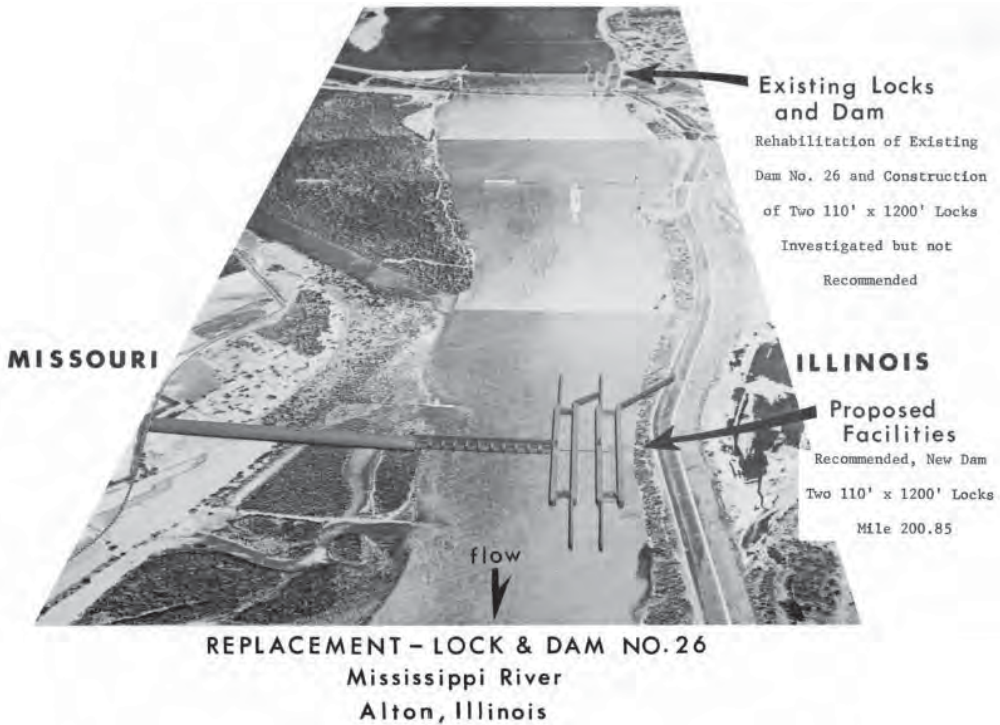 Existing Locks
and Dam
Rehabilitation of Existing
Dam No. 26 and Construction
of Two 110' x 1200' Locks
Investigated but not
Recommended
MISSOURI
ILLINOIS
Proposed
Facilities
Recommended, New Dam
Two 110' x 1200' Locks
Mile 200.85
flow
REPLACEMENT – LOCK & DAM NO. 26
Mississippi River
Alton, Illinois